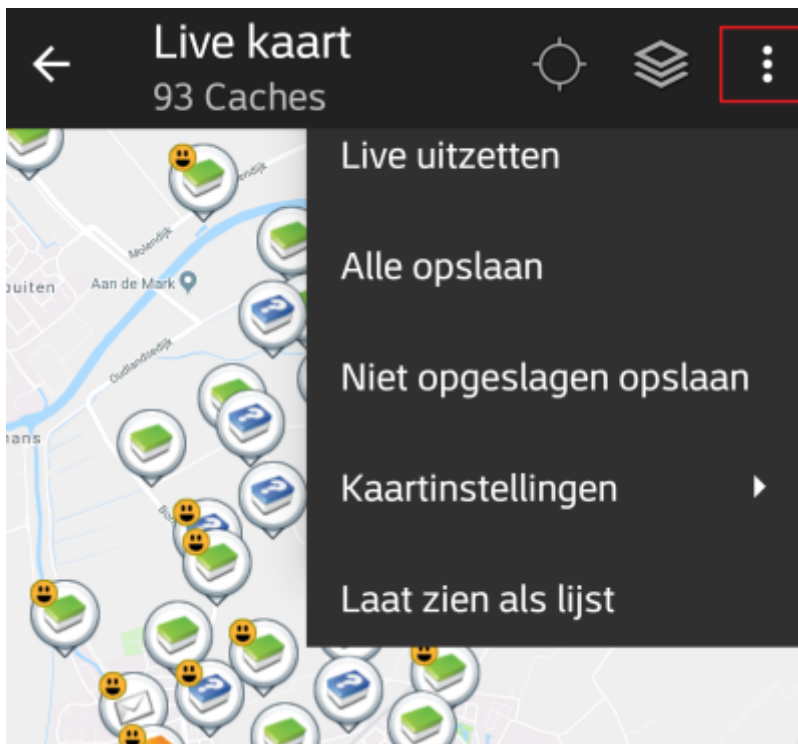 Live kaart
93 Caches
Live uitzetten
Alle opslaan
Niet opgeslagen opslaan
Kaartinstellingen
Laat zien als lijst
Molendijk
Aan de Mark
Oudlandsedijk